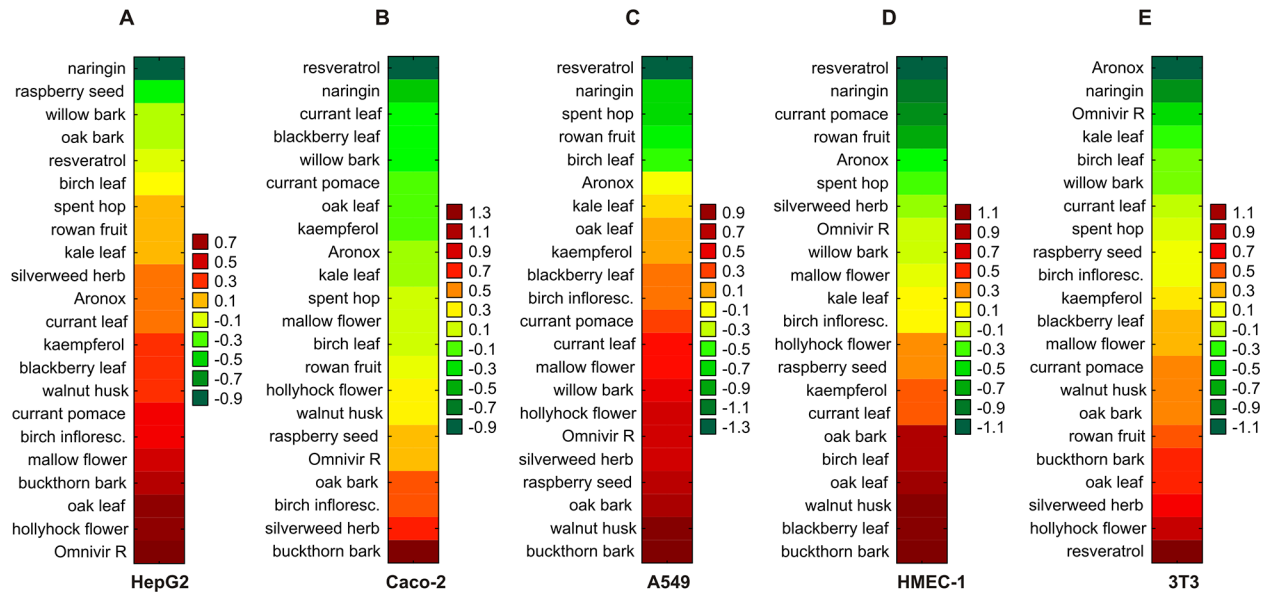 A
naringin
raspberry seed
willow bark
oak bark
resveratrol
birch leaf
spent hop
rowan fruit
kale leaf
silverweed herb
Aronox
currant leaf
kaempferol
blackberry leaf
walnut husk
currant pomace
birch infloresc.
mallow flower
buckthorn bark
oak leaf
hollyhock flower
Omnivir R
0.7
0.5
0.3
0.1
-0.1
-0.3
-0.5
-0.7
-0.9
HepG2
B
resveratrol
naringin
currant leaf
blackberry leaf
willow bark
currant pomace
oak leaf
kaempferol
Aronox
kale leaf
spent hop
mallow flower
birch leaf
rowan fruit
hollyhock flower
walnut husk
raspberry seed
Omnivir R
oak bark
birch infloresc.
silverweed herb
buckthorn bark
1.3
1.1
0.9
0.7
0.5
0.3
0.1
-0.1
-0.3
-0.5
-0.7
-0.9
Caco-2
C
resveratrol
naringin
spent hop
rowan fruit
birch leaf
Aronox
kale leaf
oak leaf
kaempferol
blackberry leaf
birch infloresc.
currant pomace
currant leaf
mallow flower
willow bark
hollyhock flower
Omnivir R
silverweed herb
raspberry seed
oak bark
walnut husk
buckthorn bark
0.9
0.7
0.5
0.3
0.1
-0.1
-0.3
-0.5
-0.7
-0.9
-1.1
-1.3
A549
D
resveratrol
naringin
currant pomace
rowan fruit
Aronox
spent hop
silverweed herb
Omnivir R
willow bark
mallow flower
kale leaf
birch infloresc.
hollyhock flower
raspberry seed
kaempferol
currant leaf
oak bark
birch leaf
oak leaf
walnut husk
blackberry leaf
buckthorn bark
1.1
0.9
0.7
0.5
0.3
0.1
-0.1
-0.3
-0.5
-0.7
-0.9
-1.1
HMEC-1
E
Aronox
naringin
Omnivir R
kale leaf
birch leaf
willow bark
currant leaf
spent hop
raspberry seed
birch infloresc.
kaempferol
blackberry leaf
mallow flower
currant pomace
walnut husk
oak bark
rowan fruit
buckthorn bark
oak leaf
silverweed herb
hollyhock flower
resveratrol
1.1
0.9
0.7
0.5
0.3
0.1
-0.1
-0.3
-0.5
-0.7
-0.9
-1.1
3T3